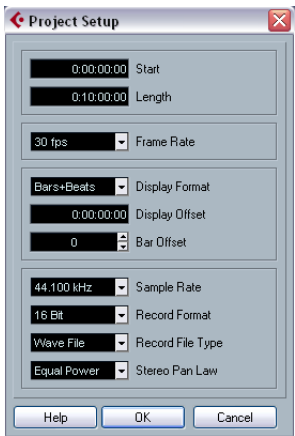 Project Setup
0:00:00:00 Start
0:10:00:00 Length
30 fps Frame Rate
Bars+Beats Display Format
0:00:00:00 Display Offset
0 Bar Offset
44.100 kHz Sample Rate
16 Bit Record Format
Wave File Record File Type
Equal Power Stereo Pan Law
Help OK Cancel